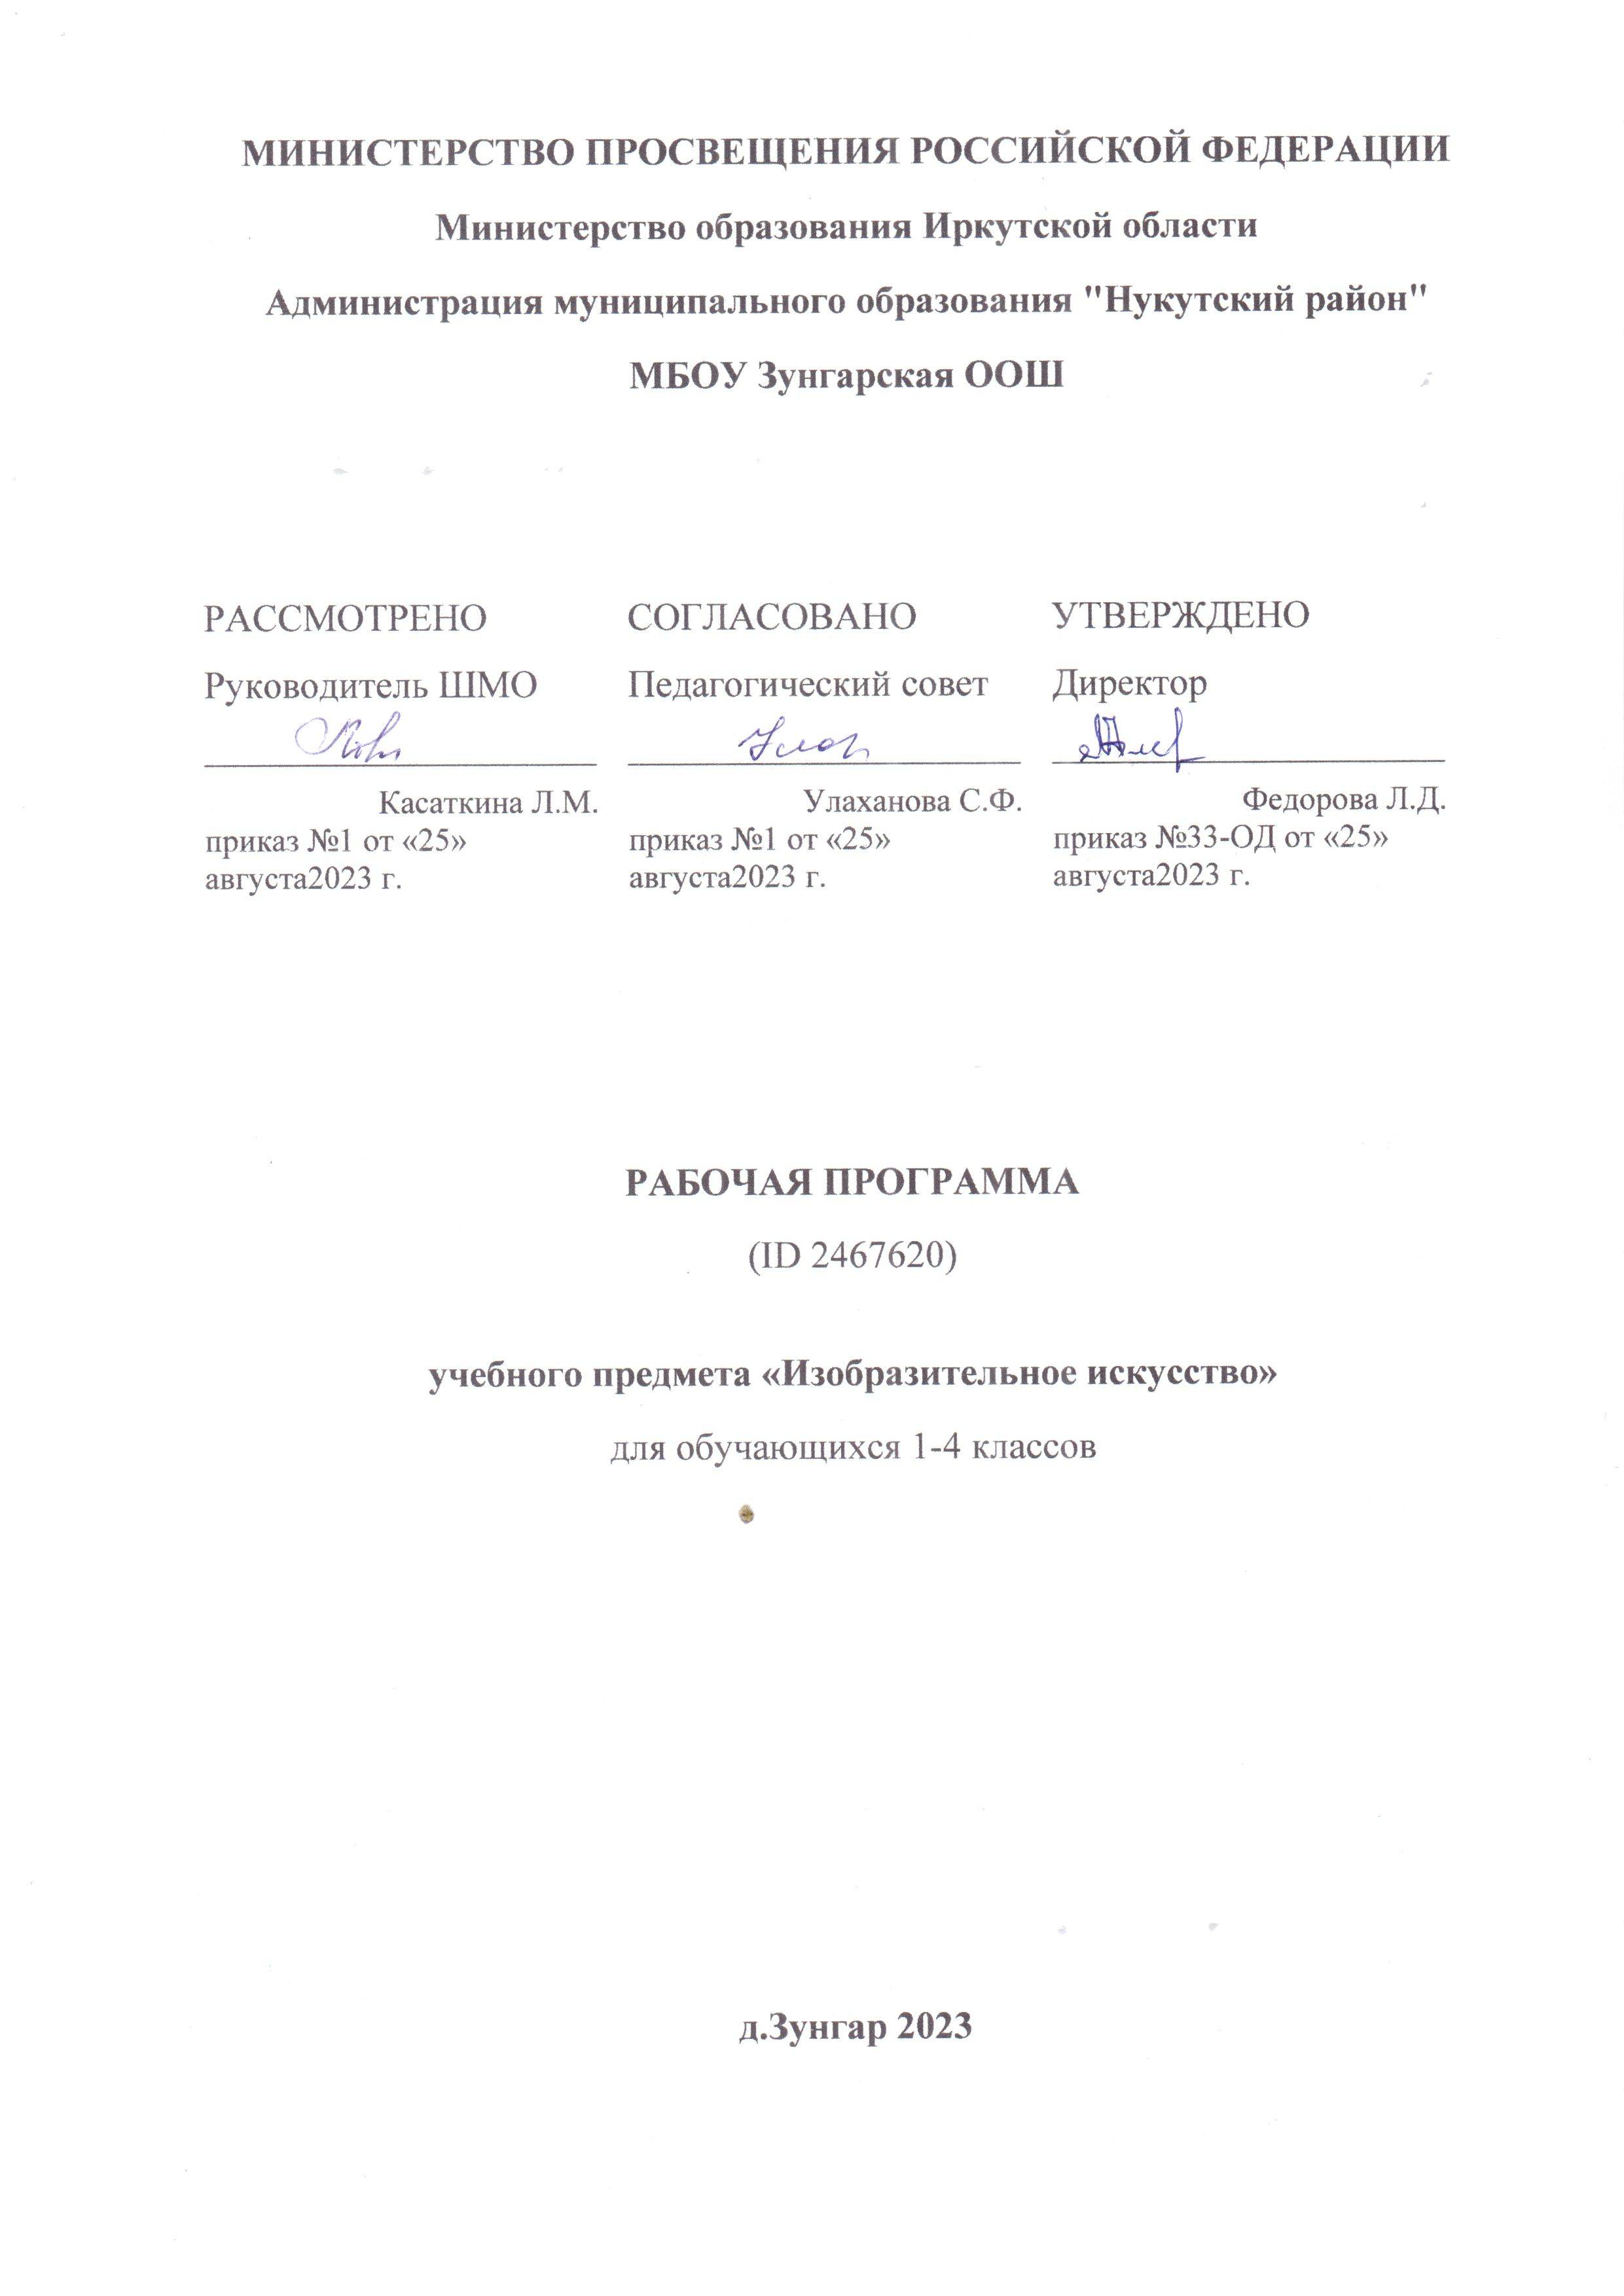 МИНИСТЕРСТВО ПРОСВЕЩЕНИЯ РОССИЙСКОЙ ФЕДЕРАЦИИ
Министерство образования Иркутской области
Администрация муниципального образования "Нукутский район"
МБОУ Зунгарская ООШ
РАССМОТРЕНО
Руководитель ШМО
Касаткина Л.М.
приказ №1 от «25»
августа2023 г.
СОГЛАСОВАНО
Педагогический совет
Улаханова С.Ф.
приказ №1 от «25»
августа2023 г.
УТВЕРЖДЕНО
Директор
Федорова Л.Д.
приказ №33-ОД от «25»
августа2023 г.
РАБОЧАЯ ПРОГРАММА
(ID 2467620)
учебного предмета «Изобразительное искусство»
для обучающихся 1-4 классов
д.Зунгар 2023